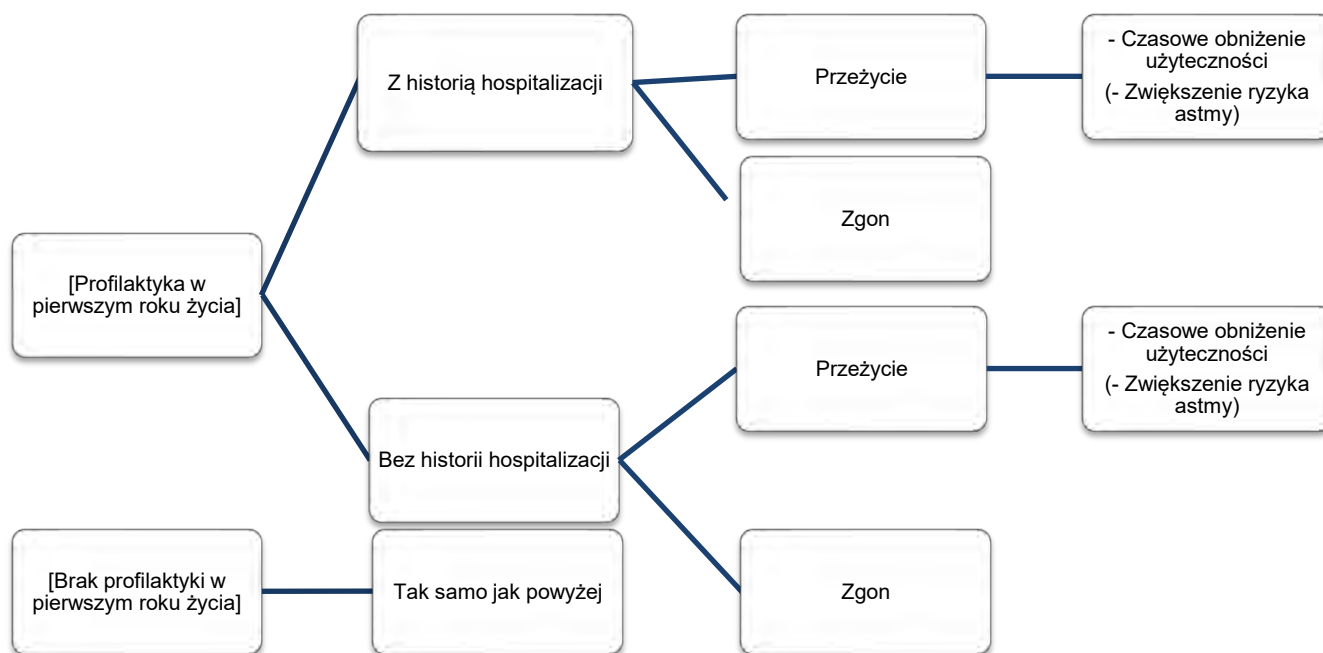 Z historią hospitalizacji
Przeżycie
- Czasowe obniżenie
użyteczności
(- Zwiększenie ryzyka
astmy)
Zgon
[Profilaktyka w
pierwszym roku życia]
Przeżycie
- Czasowe obniżenie
użyteczności
(- Zwiększenie ryzyka
astmy)
Bez historii hospitalizacji
[Brak profilaktyki w
pierwszym roku życia]
Tak samo jak powyżej
Zgon